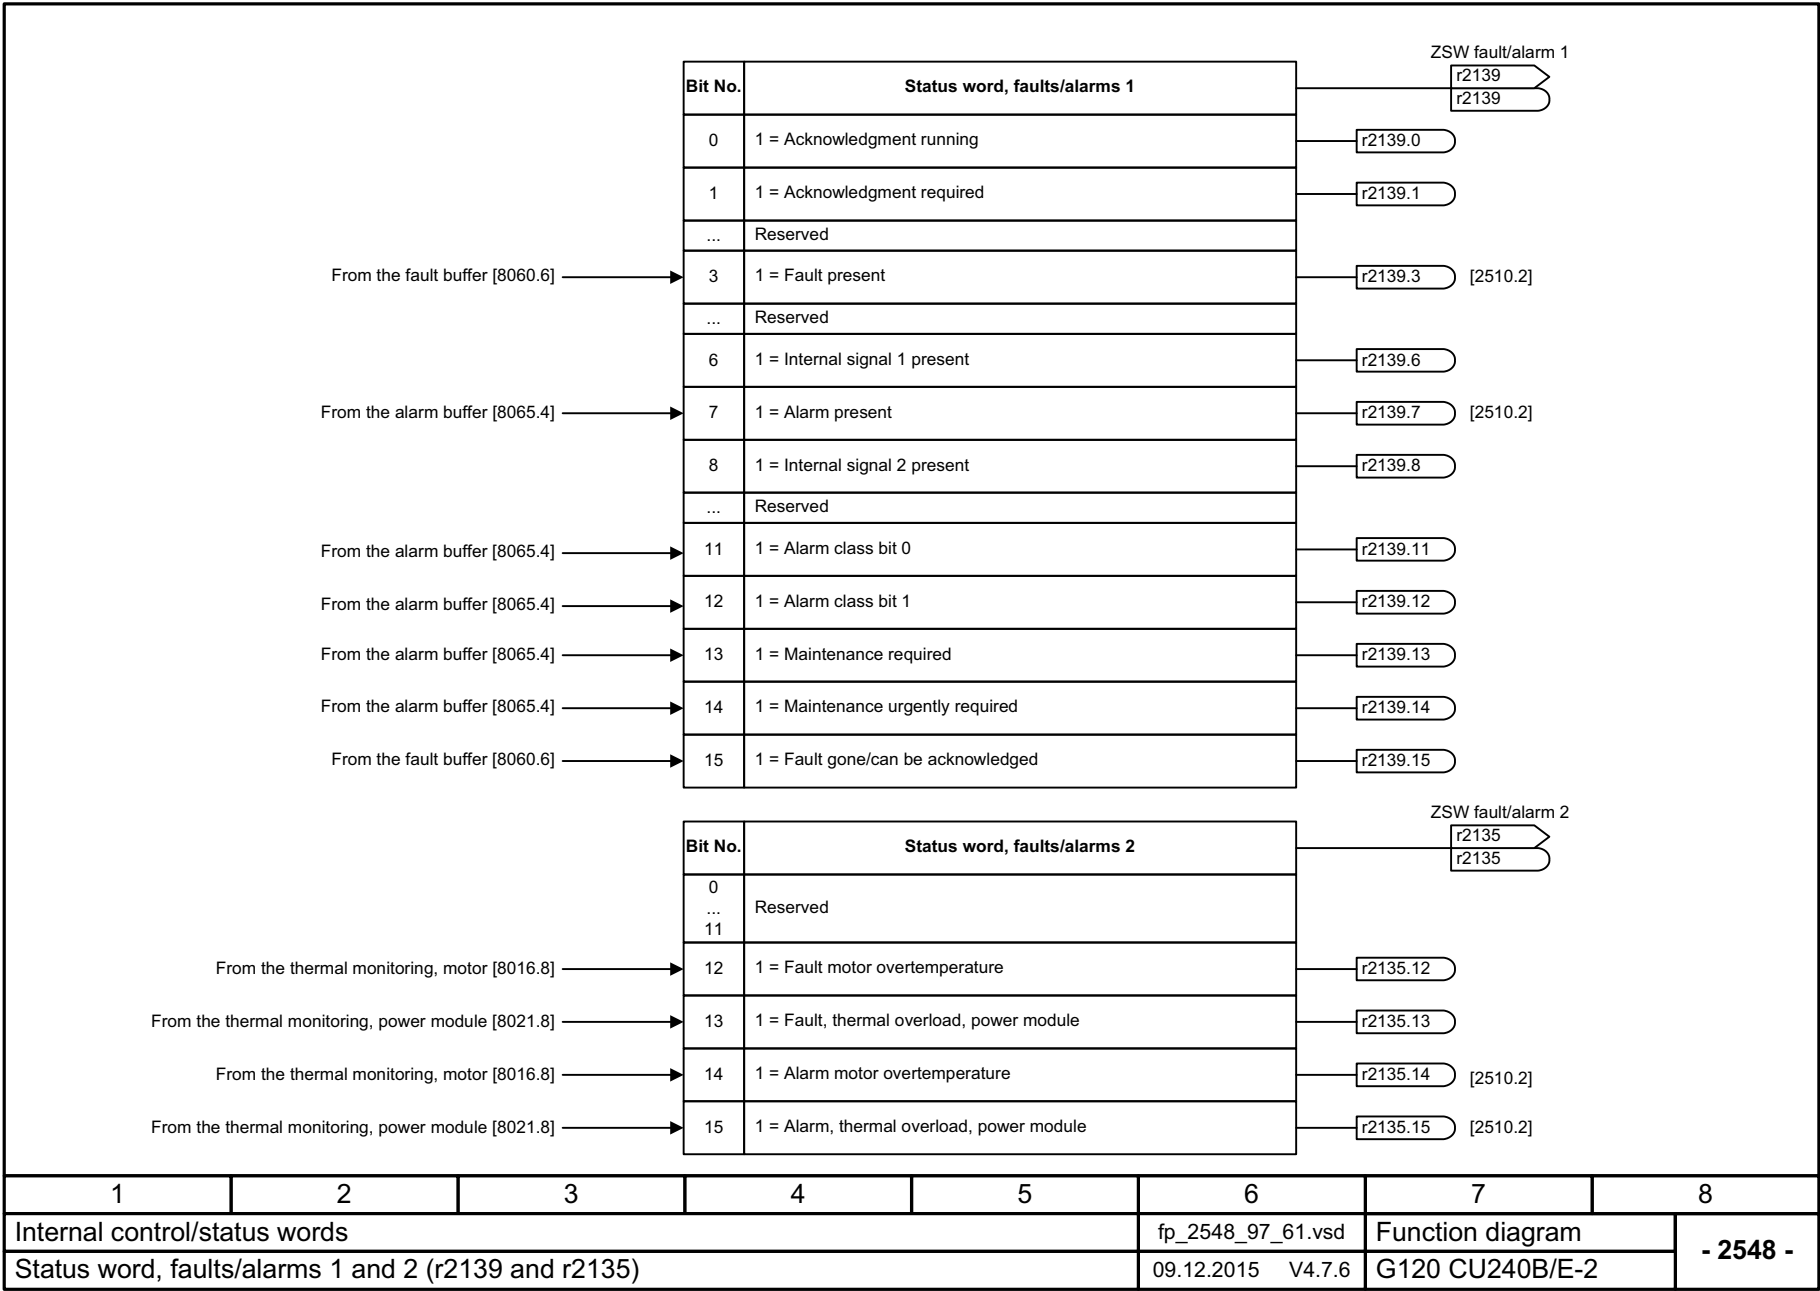 ZSW fault/alarm 1
Bit No. Status word, faults/alarms 1 r2139
r2139
0 1 = Acknowledgment running r2139.0
1 1 = Acknowledgment required r2139.1
... Reserved
From the fault buffer [8060.6] 3 1 = Fault present r2139.3 [2510.2]
... Reserved
6 1 = Internal signal 1 present r2139.6
From the alarm buffer [8065.4] 7 1 = Alarm present r2139.7 [2510.2]
8 1 = Internal signal 2 present r2139.8
... Reserved
From the alarm buffer [8065.4] 11 1 = Alarm class bit 0 r2139.11
From the alarm buffer [8065.4] 12 1 = Alarm class bit 1 r2139.12
From the alarm buffer [8065.4] 13 1 = Maintenance required r2139.13
From the alarm buffer [8065.4] 14 1 = Maintenance urgently required r2139.14
From the fault buffer [8060.6] 15 1 = Fault gone/can be acknowledged r2139.15
ZSW fault/alarm 2
Bit No. Status word, faults/alarms 2 r2135
r2135
0
... Reserved
11
From the thermal monitoring, motor [8016.8] 12 1 = Fault motor overtemperature r2135.12
From the thermal monitoring, power module [8021.8] 13 1 = Fault, thermal overload, power module r2135.13
From the thermal monitoring, motor [8016.8] 14 1 = Alarm motor overtemperature r2135.14 [2510.2]
From the thermal monitoring, power module [8021.8] 15 1 = Alarm, thermal overload, power module r2135.15 [2510.2]
1 2 3 4 5 6 7 8
Internal control/status words fp_2548_97_61.vsd Function diagram - 2548 -
Status word, faults/alarms 1 and 2 (r2139 and r2135) 09.12.2015 V4.7.6 G120 CU240B/E-2